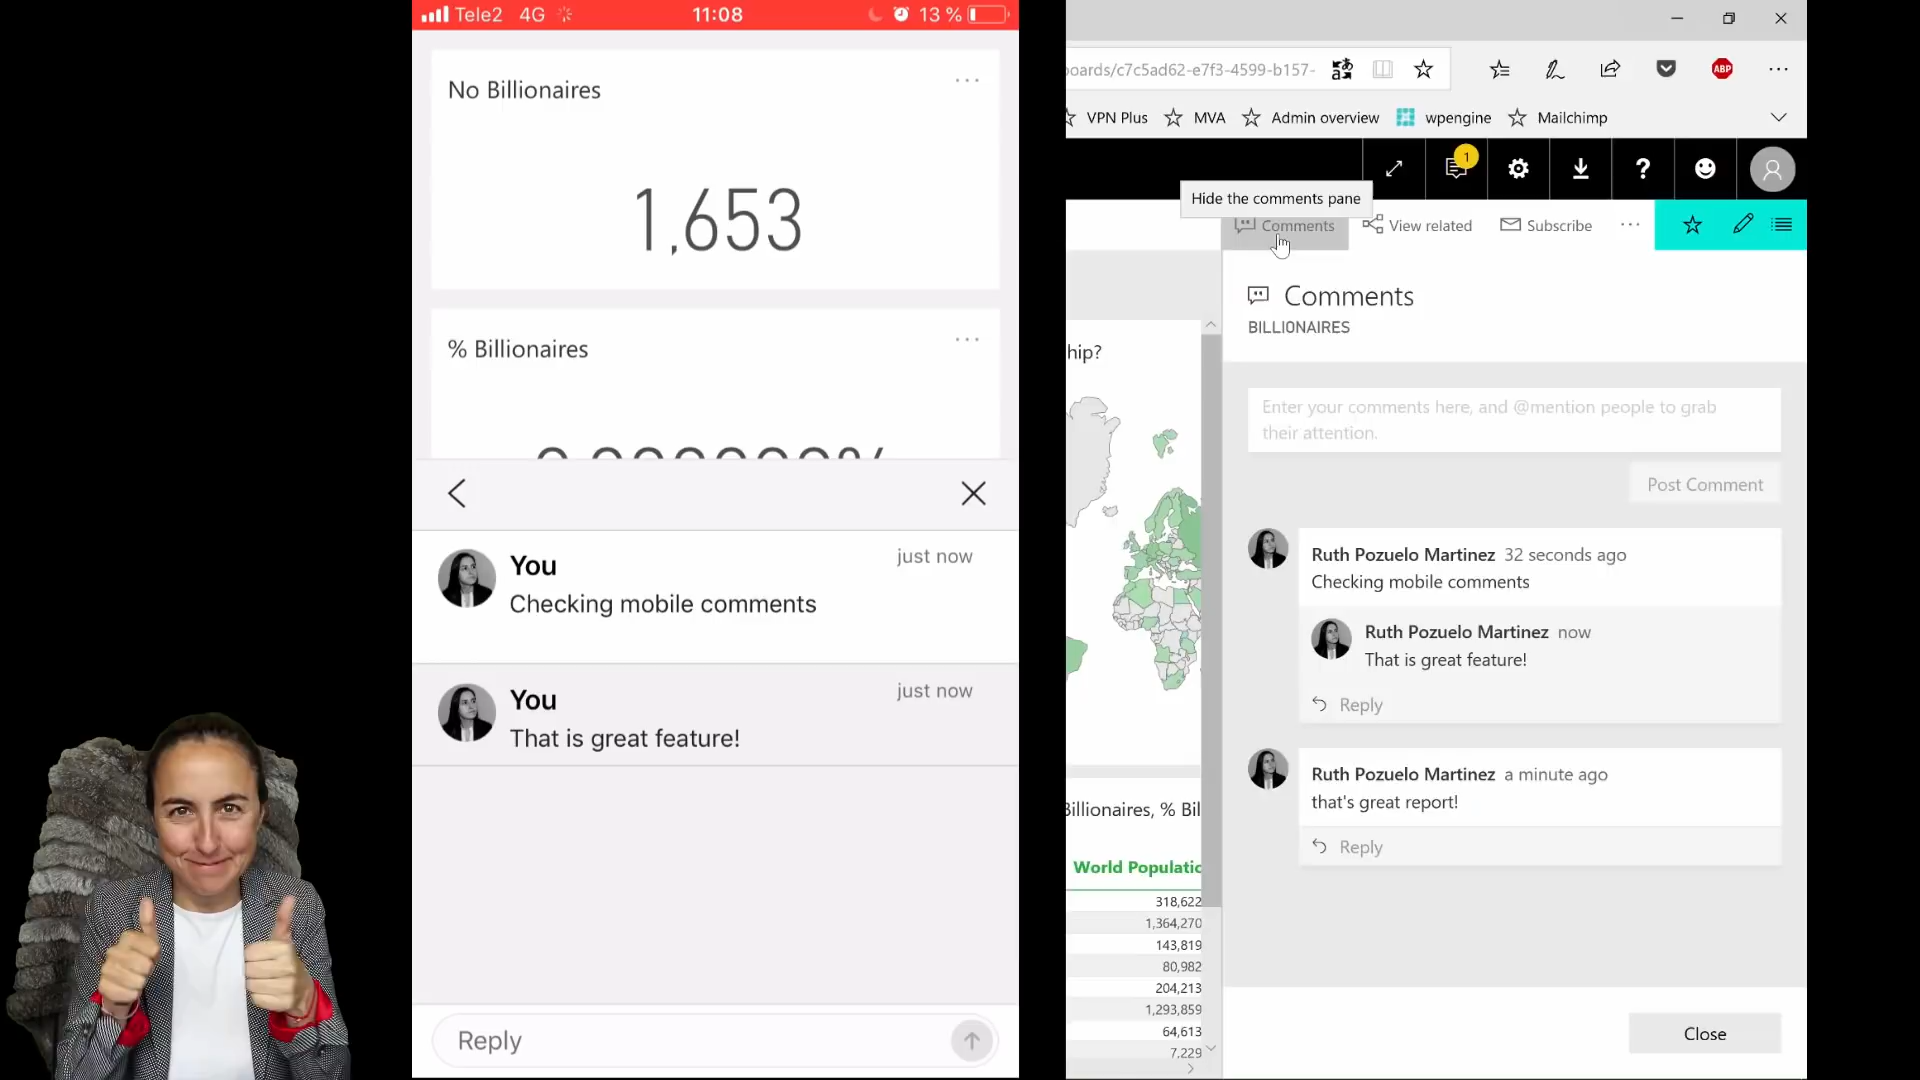 Tele2 4G 11:08 13 %
No Billionaires
1,653
% Billionaires
You just now
Checking mobile comments
You just now
That is great feature!
Reply
boards/c7c5ad62-e7f3-4599-b157-
ABP
VPN Plus MVA Admin overview wpengine Mailchimp
1
?
Hide the comments pane
Comments View related Subscribe
Comments
BILLIONAIRES
hip?
Enter your comments here, and @mention people to grab
their attention.
Post Comment
Ruth Pozuelo Martinez 32 seconds ago
Checking mobile comments
Ruth Pozuelo Martinez now
That is great feature!
Reply
Ruth Pozuelo Martinez a minute ago
that's great report!
Reply
Billionaires, % Bil
World Populatio
318,622
1,364,270
143,819
80,982
204,213
1,293,859
64,613
7,229
Close